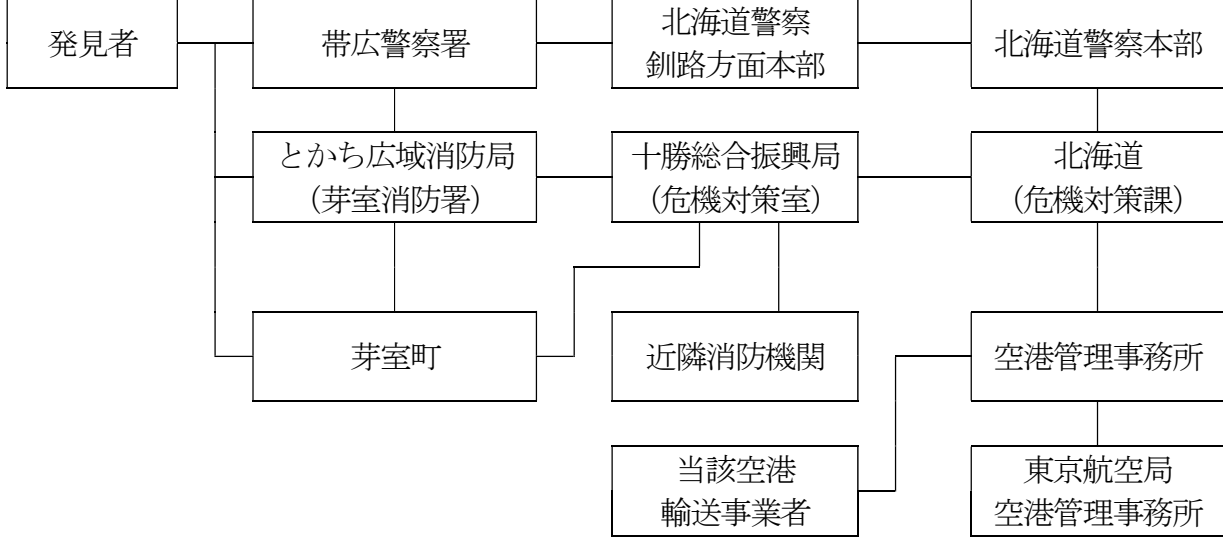 発見者
帯広警察署
北海道警察
釧路方面本部
北海道警察本部
とかち広域消防局
（芽室消防署）
十勝総合振興局
（危機対策室）
北海道
（危機対策課）
芽室町
近隣消防機関
空港管理事務所
当該空港
輸送事業者
東京航空局
空港管理事務所